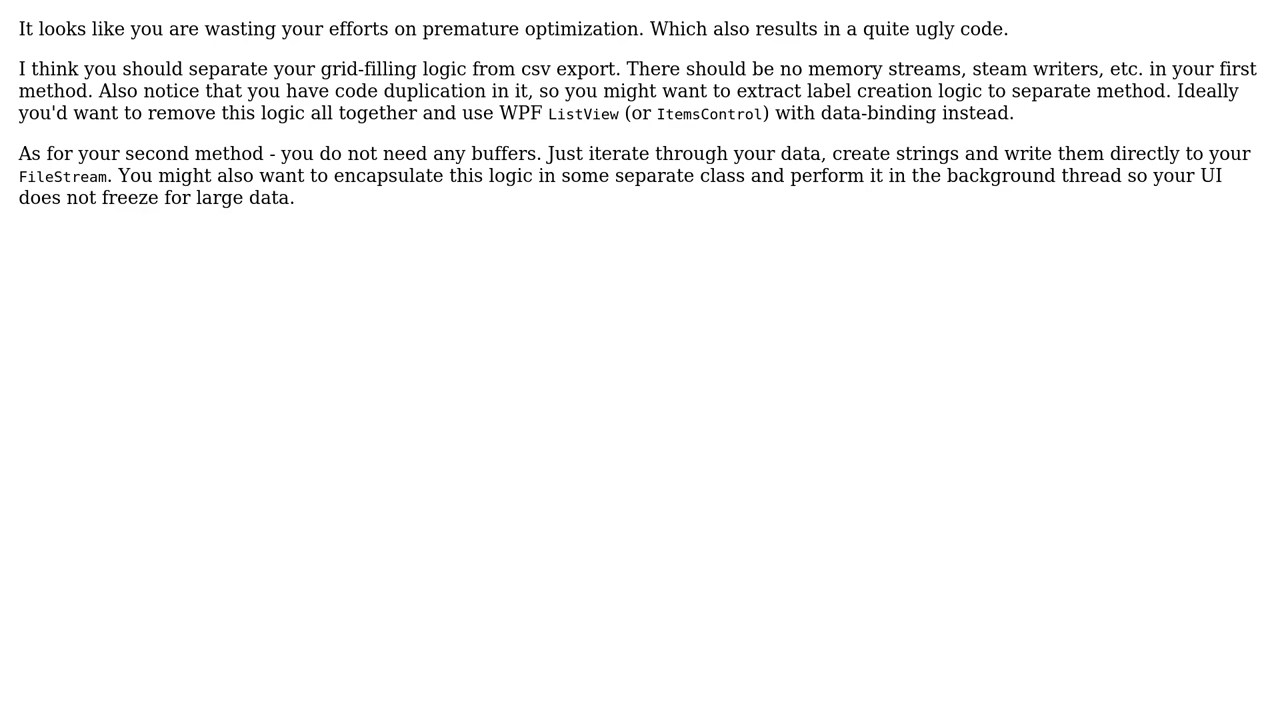 It looks like you are wasting your efforts on premature optimization. Which also results in a quite ugly code.
I think you should separate your grid-filling logic from csv export. There should be no memory streams, steam writers, etc. in your first
method. Also notice that you have code duplication in it, so you might want to extract label creation logic to separate method. Ideally
you'd want to remove this logic all together and use WPF ListView (or ItemsControl) with data-binding instead.
As for your second method - you do not need any buffers. Just iterate through your data, create strings and write them directly to your
FileStream. You might also want to encapsulate this logic in some separate class and perform it in the background thread so your UI
does not freeze for large data.